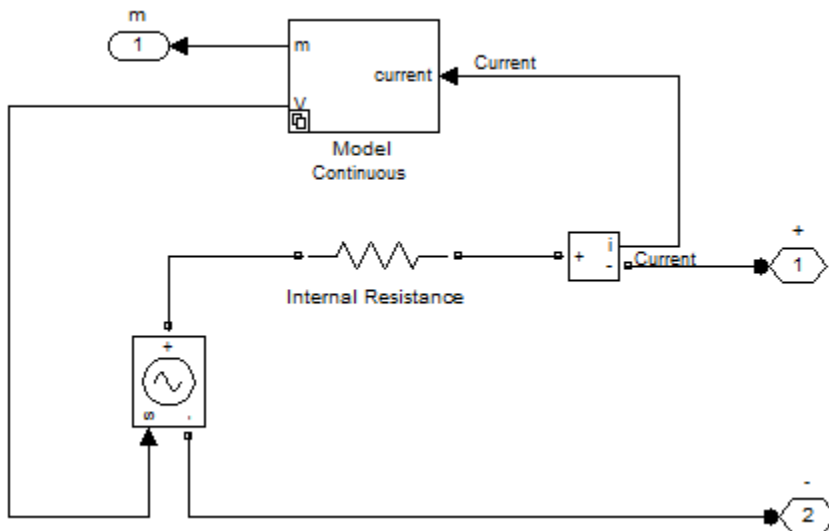 m
1
m
current
Current
V
Model
Continuous
+
1
i
+
-
Current
Internal Resistance
+
s
-
-
2